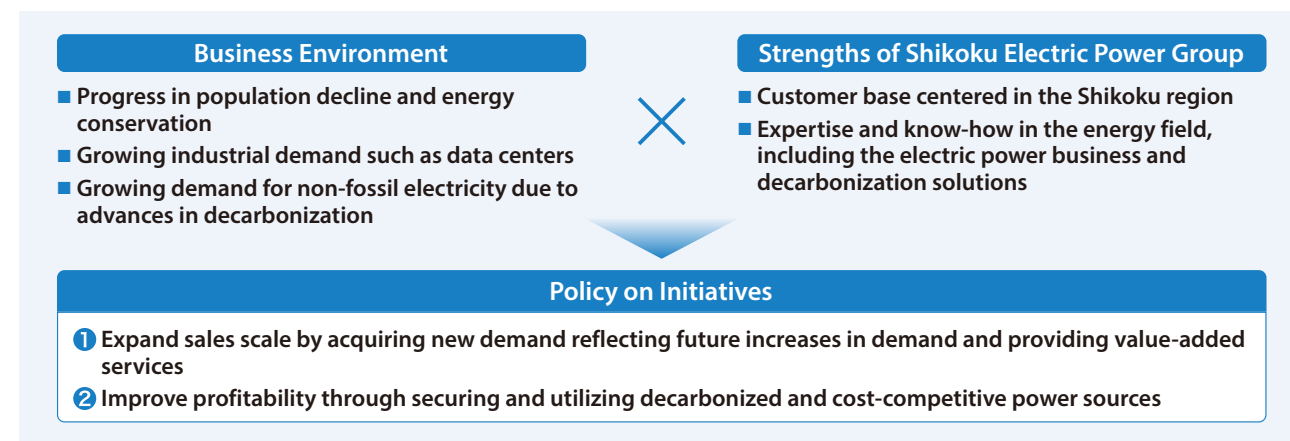 Business Environment
■ Progress in population decline and energy
conservation
■ Growing industrial demand such as data centers
■ Growing demand for non-fossil electricity due to
advances in decarbonization
Strengths of Shikoku Electric Power Group
■ Customer base centered in the Shikoku region
■ Expertise and know-how in the energy field,
including the electric power business and
decarbonization solutions
Policy on Initiatives
❶ Expand sales scale by acquiring new demand reflecting future increases in demand and providing value-added
services
❷ Improve profitability through securing and utilizing decarbonized and cost-competitive power sources